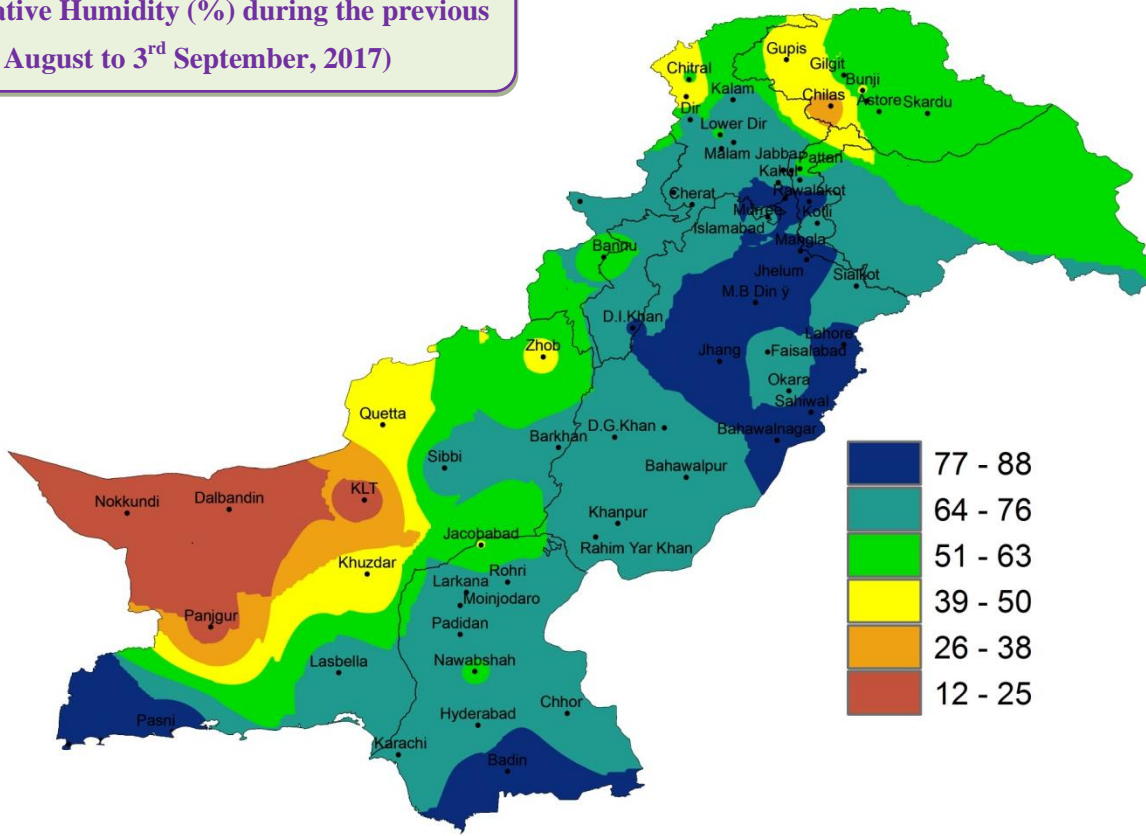 ative Humidity (%) during the previous
August to 3rd September, 2017)
Gupis
Gilgit
Chitral
Bunji
Kalam
Chilas
Astore Skardu
Dir
Lower Dir
Malam Jabba Pattan
Kakul
Cherat
Rawalakot
Murree
Kotli
Islamabad
Mangla
Bannu
Jhelum
Sialkot
M.B Din ÿ
D.I.Khan
Lahore
Zhob
Jhang
Faisalabad
Okara
Sahiwal
Quetta
D.G.Khan
Bahawalnagar
Barkhan
Sibbi
Bahawalpur
KLT
Nokkundi
Dalbandin
Khanpur
Jacobabad
Rahim Yar Khan
Khuzdar
Rohri
Larkana
Moinjodaro
Panjgur
Padidan
Lasbella
Nawabshah
Chhor
Pasni
Hyderabad
Karachi
Badin
77 - 88
64 - 76
51 - 63
39 - 50
26 - 38
12 - 25